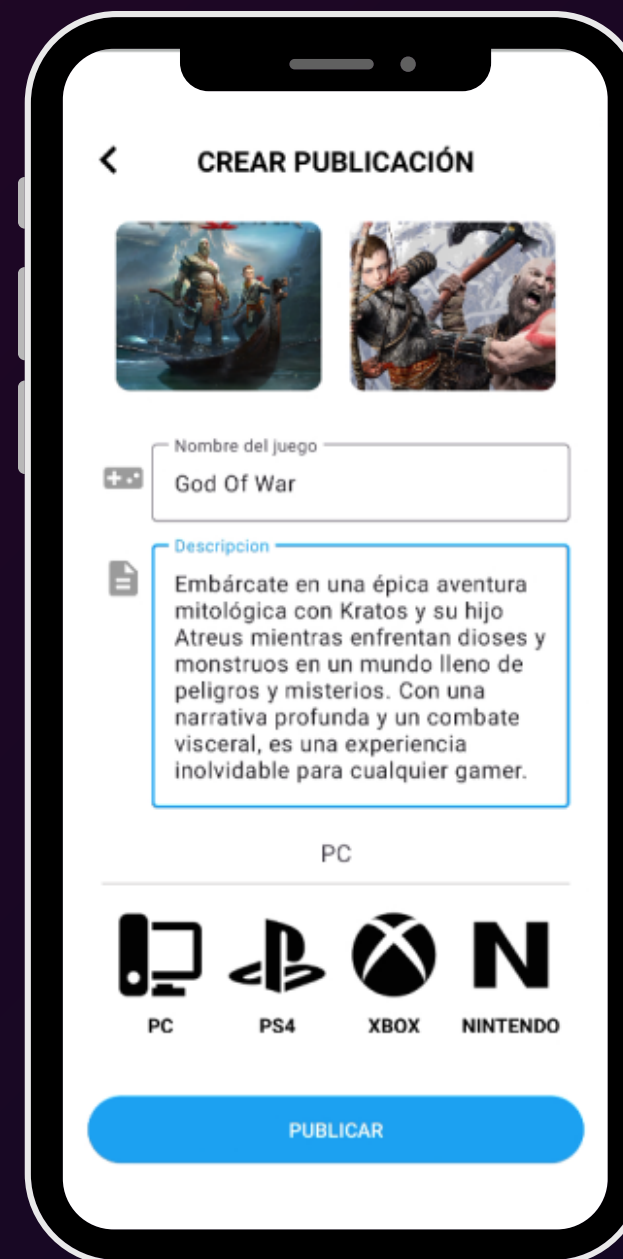 CREAR PUBLICACIÓN
Nombre del juego
God Of War
Descripcion
Embárcate en una épica aventura
mitológica con Kratos y su hijo
Atreus mientras enfrentan dioses y
monstruos en un mundo lleno de
peligros y misterios. Con una
narrativa profunda y un combate
visceral, es una experiencia
inolvidable para cualquier gamer.
PC
N
PC PS4 XBOX NINTENDO
PUBLICAR